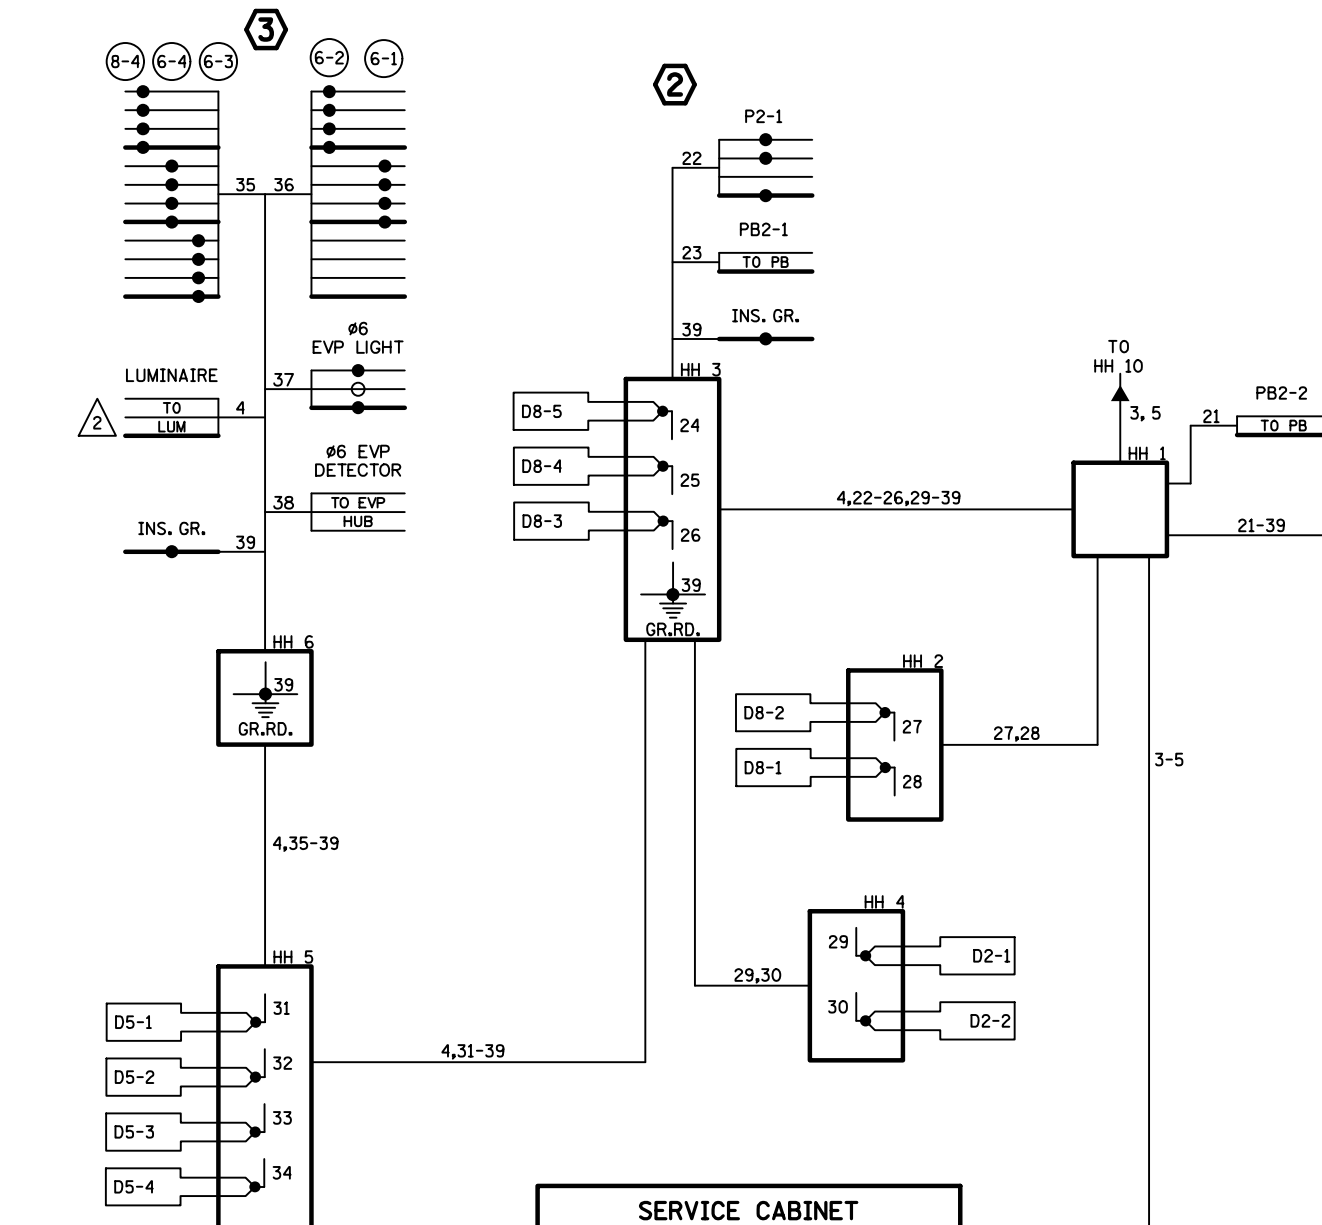 3
8-4 6-4 6-3 6-2 6-1
2
P2-1
22
35 36
PB2-1
23 TO PB
INS. GR.
39
ø6
EVP LIGHT
37
LUMINAIRE
2 TO 4
LUM
ø6 EVP
DETECTOR
38 TO EVP
HUB
INS. GR.
39
HH 3
D8-5 24
D8-4 25
D8-3 26
39
GR.RD.
TO
HH 10
3, 5
HH 1
PB2-2
21 TO PB
4,22-26,29-39
21-39
HH 6
39
GR.RD.
HH 2
D8-2 27
D8-1 28
27,28
3-5
4,35-39
HH 4
29 D2-1
30 D2-2
29,30
HH 5
D5-1 31
D5-2 32
D5-3 33
D5-4 34
4,31-39
SERVICE CABINET